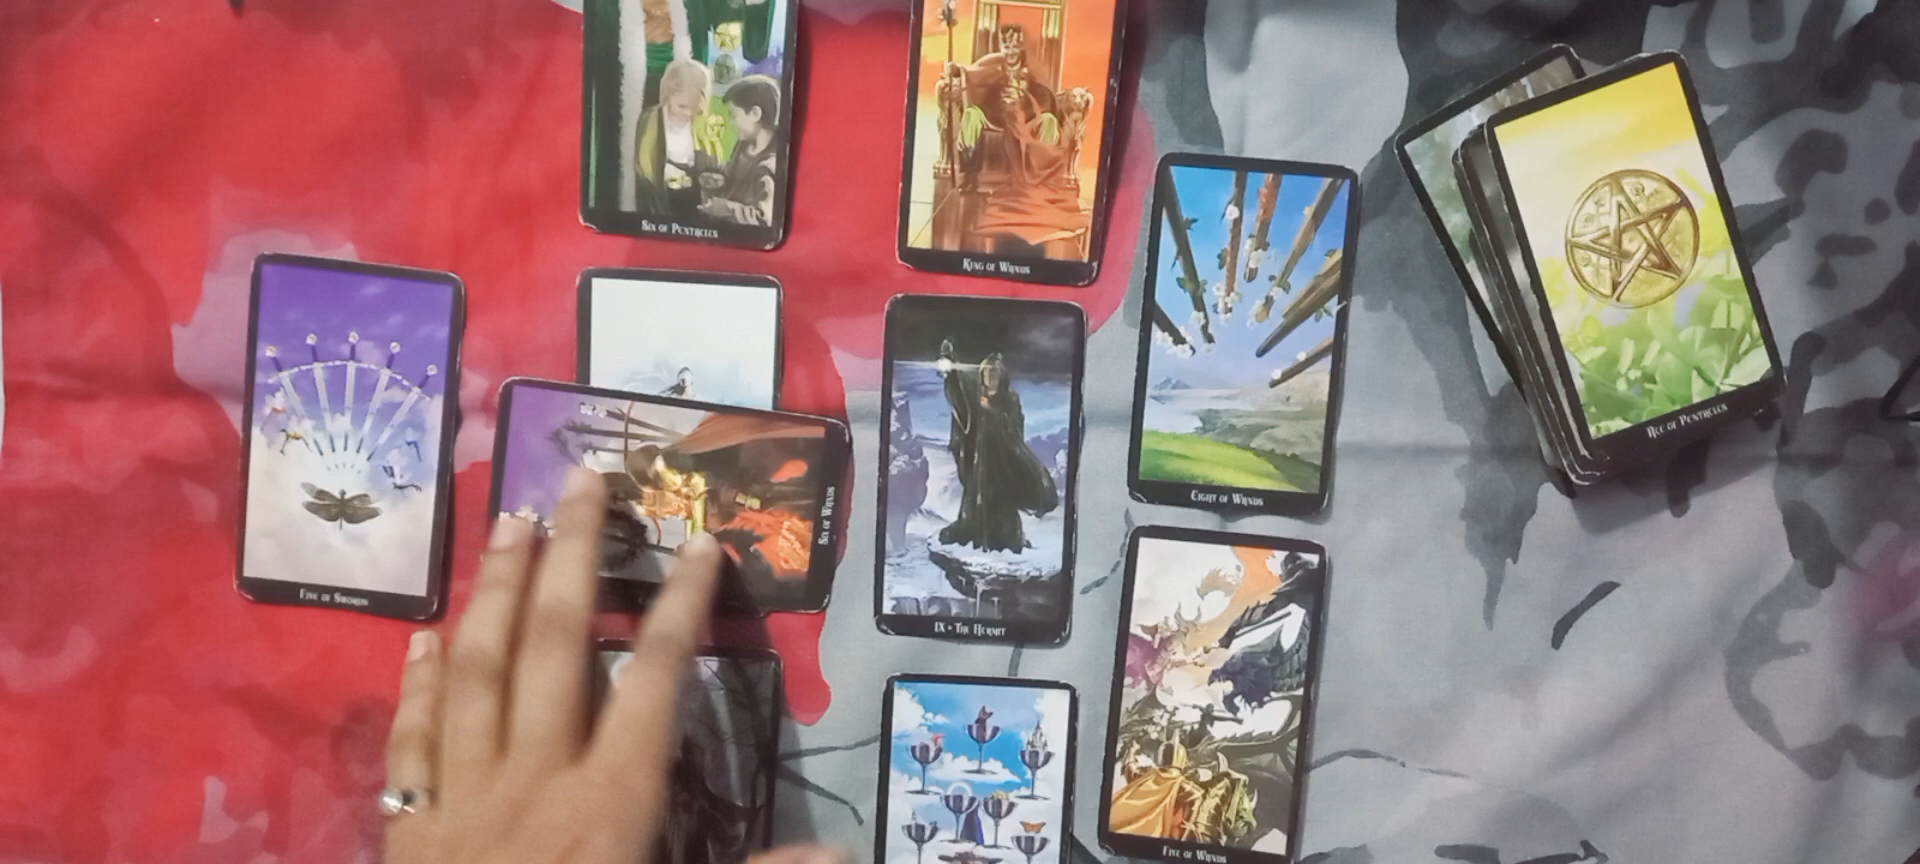 Six of Pentacles
King of Wands
Eight of Wands
Ace of Pentacles
Five of Swords
Six of Wands
IX • The Hermit
Five of Wands